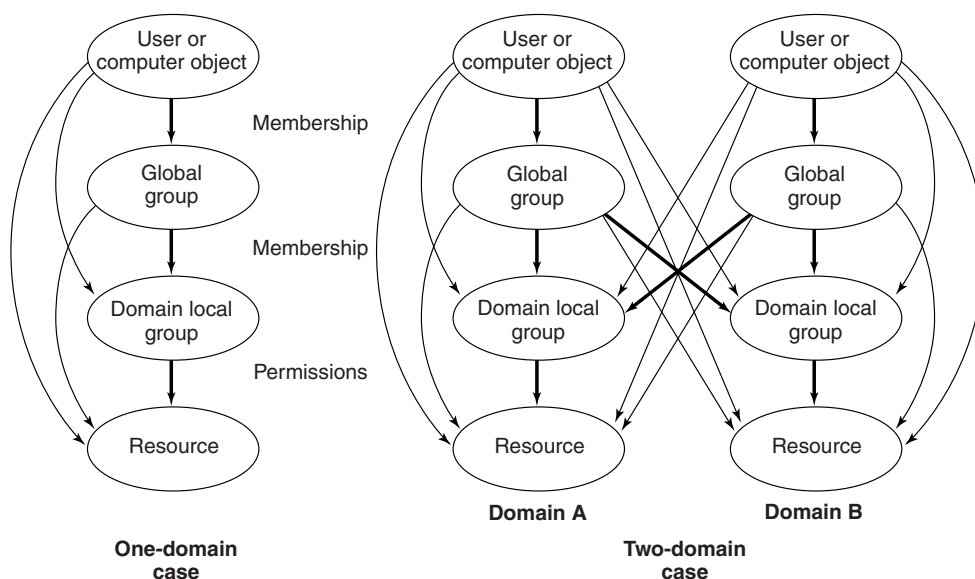 User or
computer object
User or
computer object
User or
computer object
Membership
Global
group
Global
group
Global
group
Membership
Domain local
group
Domain local
group
Domain local
group
Permissions
Resource
Resource
Resource
Domain A
Domain B
One-domain
case
Two-domain
case